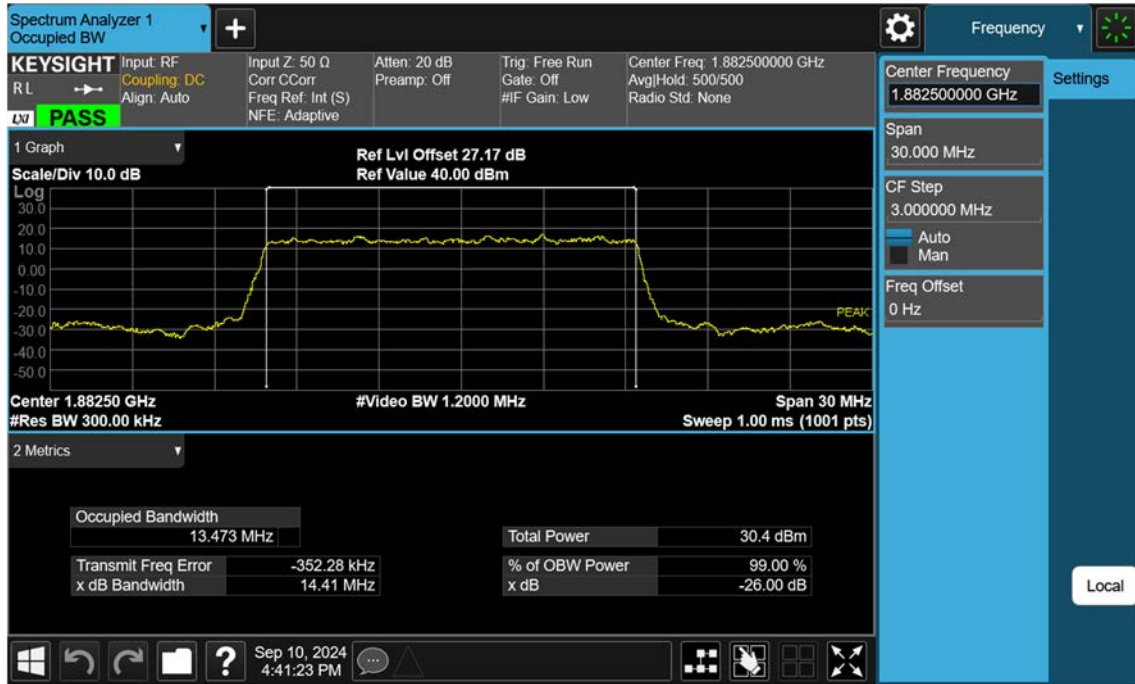 Spectrum Analyzer 1
Occupied BW
Frequency
KEYSIGHT
R L
LXI
PASS
Input: RF
Coupling: DC
Align: Auto
Input Z: 50 Ω
Corr CCorr
Freq Ref: Int (S)
NFE: Adaptive
Atten: 20 dB
Preamp: Off
Trig: Free Run
Gate: Off
#IF Gain: Low
Center Freq: 1.882500000 GHz
Avg|Hold: 500/500
Radio Std: None
1 Graph
Scale/Div 10.0 dB
Ref Lvl Offset 27.17 dB
Ref Value 40.00 dBm
Log
30.0
20.0
10.0
0.00
-10.0
-20.0
-30.0
-40.0
-50.0
PEAK
Center 1.88250 GHz
#Video BW 1.2000 MHz
Span 30 MHz
#Res BW 300.00 kHz
Sweep 1.00 ms (1001 pts)
2 Metrics
Occupied Bandwidth
13.473 MHz
Total Power 30.4 dBm
Transmit Freq Error -352.28 kHz
% of OBW Power 99.00 %
x dB Bandwidth 14.41 MHz
x dB -26.00 dB
Sep 10, 2024
4:41:23 PM
?
Center Frequency
1.882500000 GHz
Settings
Span
30.000 MHz
CF Step
3.000000 MHz
Auto
Man
Freq Offset
0 Hz
Local